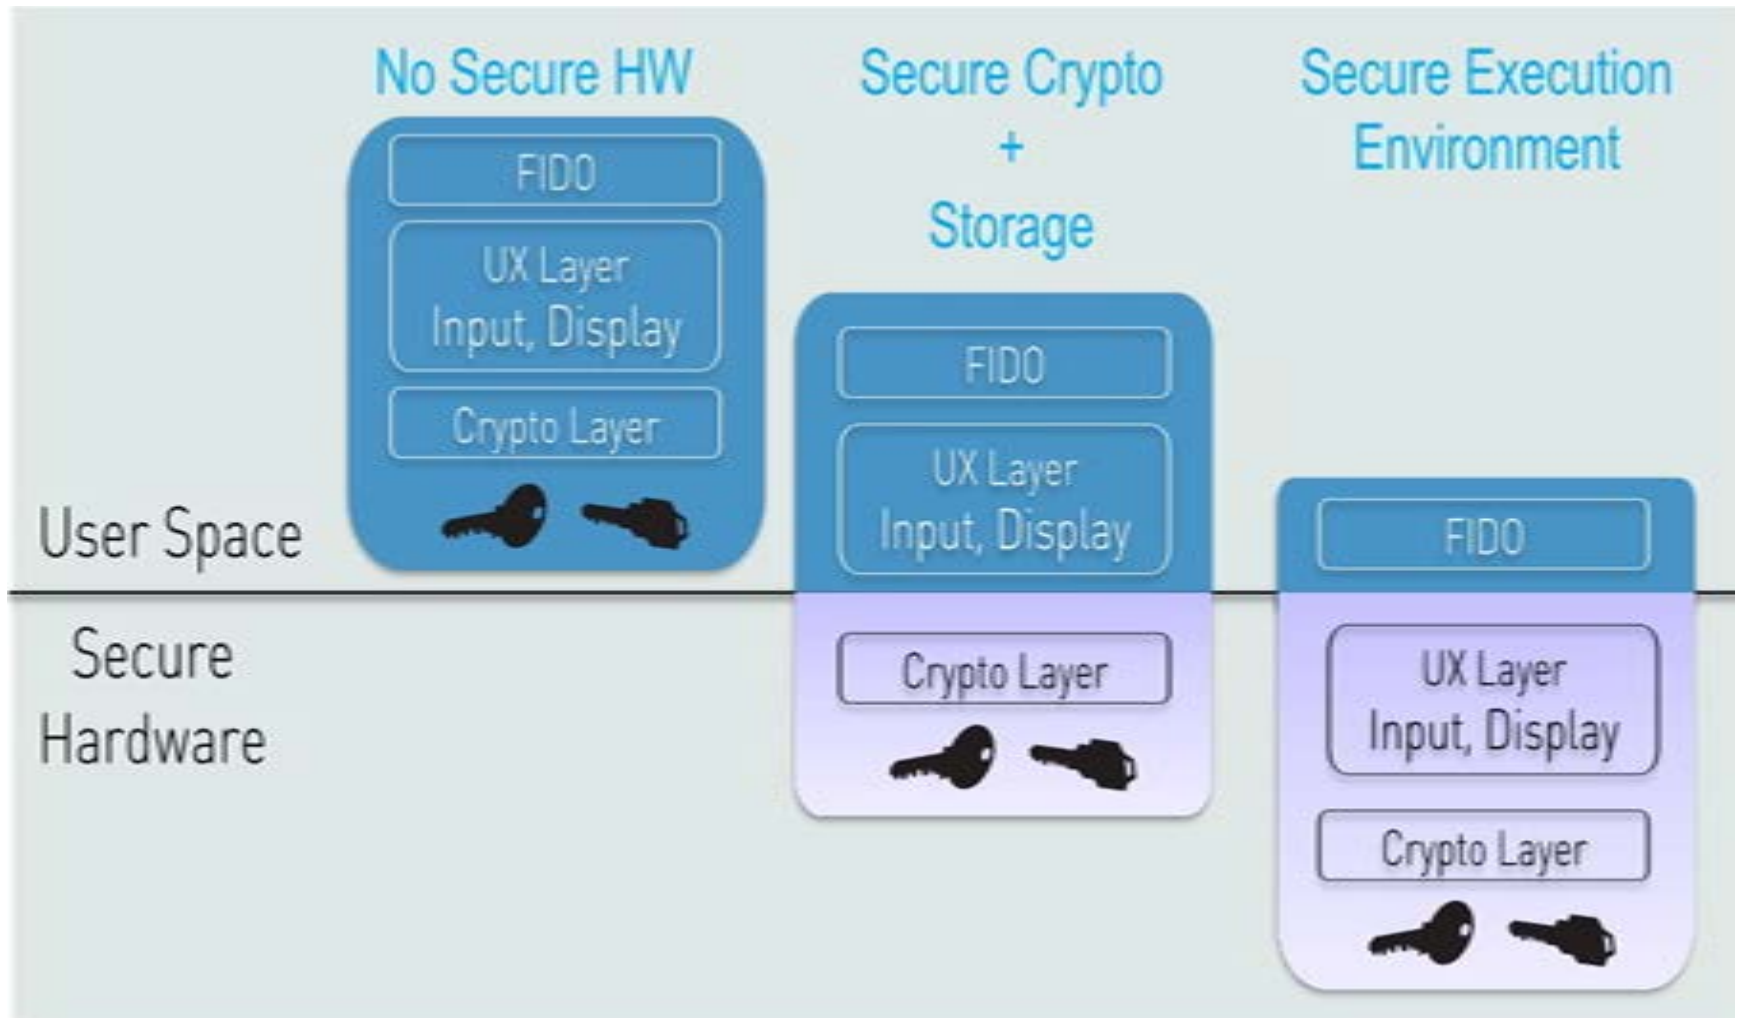 No Secure HW
FIDO
UX Layer
Input, Display
Crypto Layer
Secure Crypto
+
Storage
FIDO
UX Layer
Input, Display
Crypto Layer
Secure Execution
Environment
FIDO
UX Layer
Input, Display
Crypto Layer
User Space
Secure
Hardware